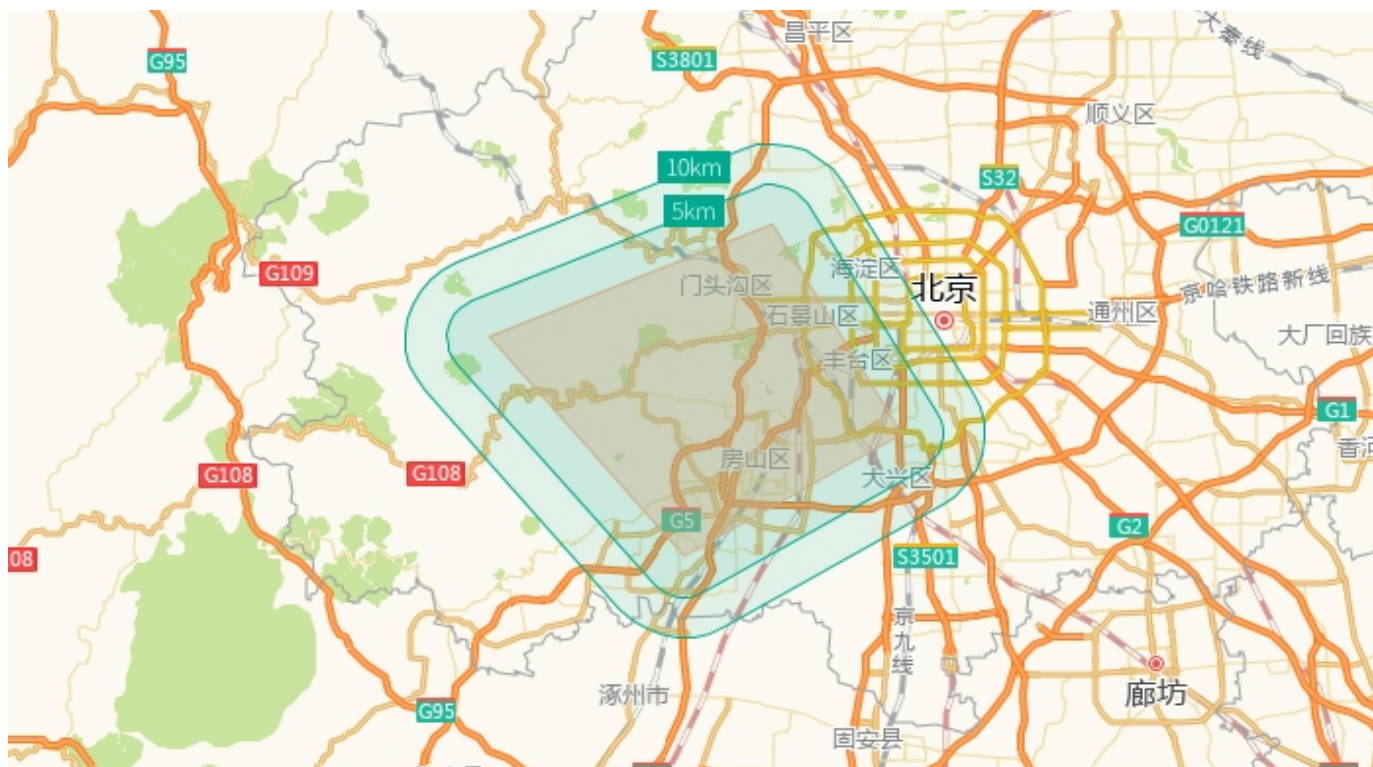 昌平区
大秦线
G95
S3801
顺义区
10km
S32
5km
G0121
G109
海淀区
门头沟区
北京
京哈铁路新线
石景山区
通州区
大厂回族
丰台区
G1
香河
房山区
G108
G108
大兴区
G5
G2
08
S3501
京九线
廊坊
涿州市
G95
固安县